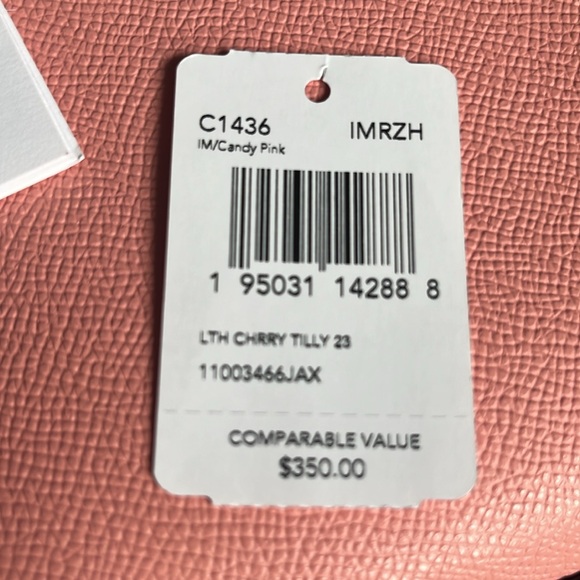 C1436 IMRZH
IM/Candy Pink
1 95031 14288 8
LTH CHRRY TILLY 23
11003466JAX
COMPARABLE VALUE
$350.00